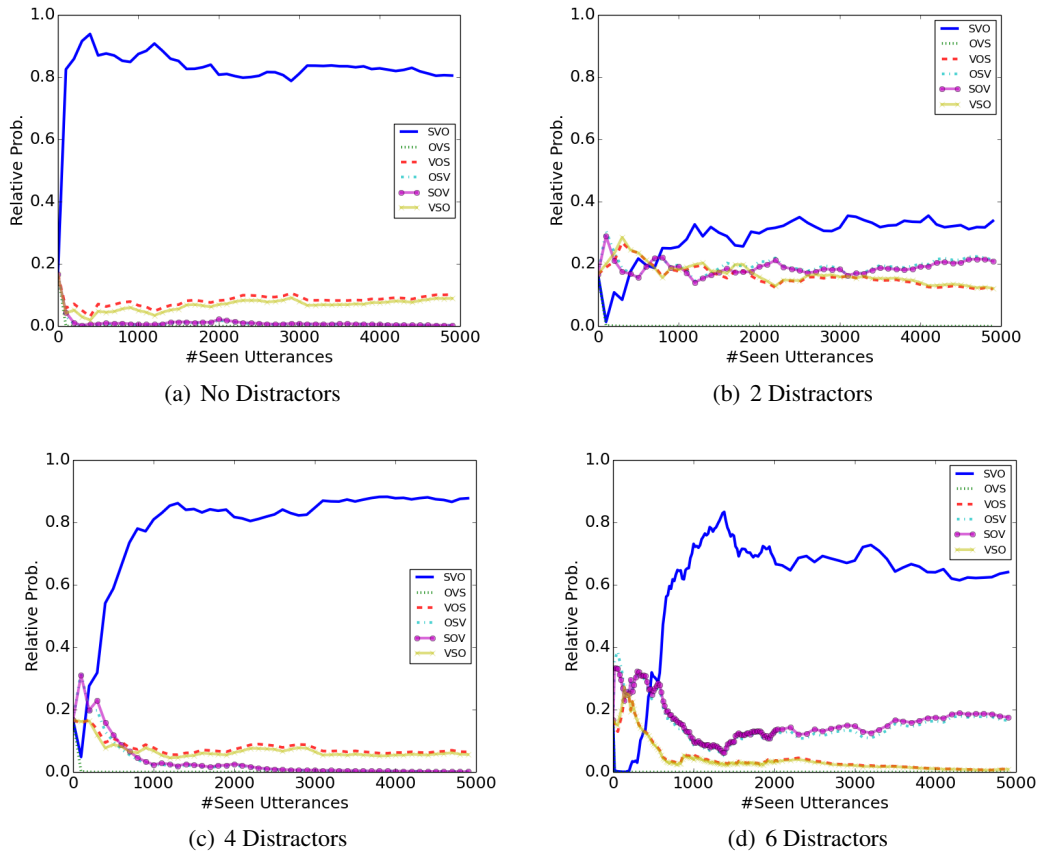 1.0
0.8
0.6
0.4
0.2
0.0
Relative Prob.
SVO
OVS
VOS
OSV
SOV
VSO
0 1000 2000 3000 4000 5000
#Seen Utterances
(a) No Distractors
1.0
0.8
0.6
0.4
0.2
0.0
Relative Prob.
SVO
OVS
VOS
OSV
SOV
VSO
0 1000 2000 3000 4000 5000
#Seen Utterances
(b) 2 Distractors
1.0
0.8
0.6
0.4
0.2
0.0
Relative Prob.
SVO
OVS
VOS
OSV
SOV
VSO
0 1000 2000 3000 4000 5000
#Seen Utterances
(c) 4 Distractors
1.0
0.8
0.6
0.4
0.2
0.0
Relative Prob.
SVO
OVS
VOS
OSV
SOV
VSO
0 1000 2000 3000 4000 5000
#Seen Utterances
(d) 6 Distractors